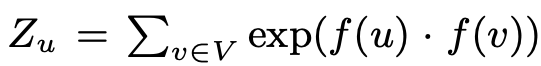 Z_u = ∑_{v∈V} exp(f(u) · f(v))